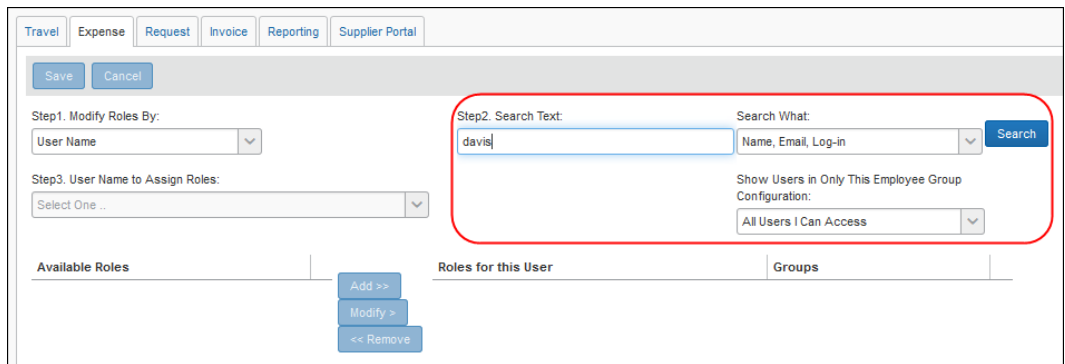 Travel Expense Request Invoice Reporting Supplier Portal
Save Cancel
Step1. Modify Roles By: Step2. Search Text: Search What:
User Name davis Name, Email, Log-in Search
Step3. User Name to Assign Roles: Show Users in Only This Employee Group
Configuration:
Select One .. All Users I Can Access
Available Roles Roles for this User Groups
Add >>
Modify >
<< Remove